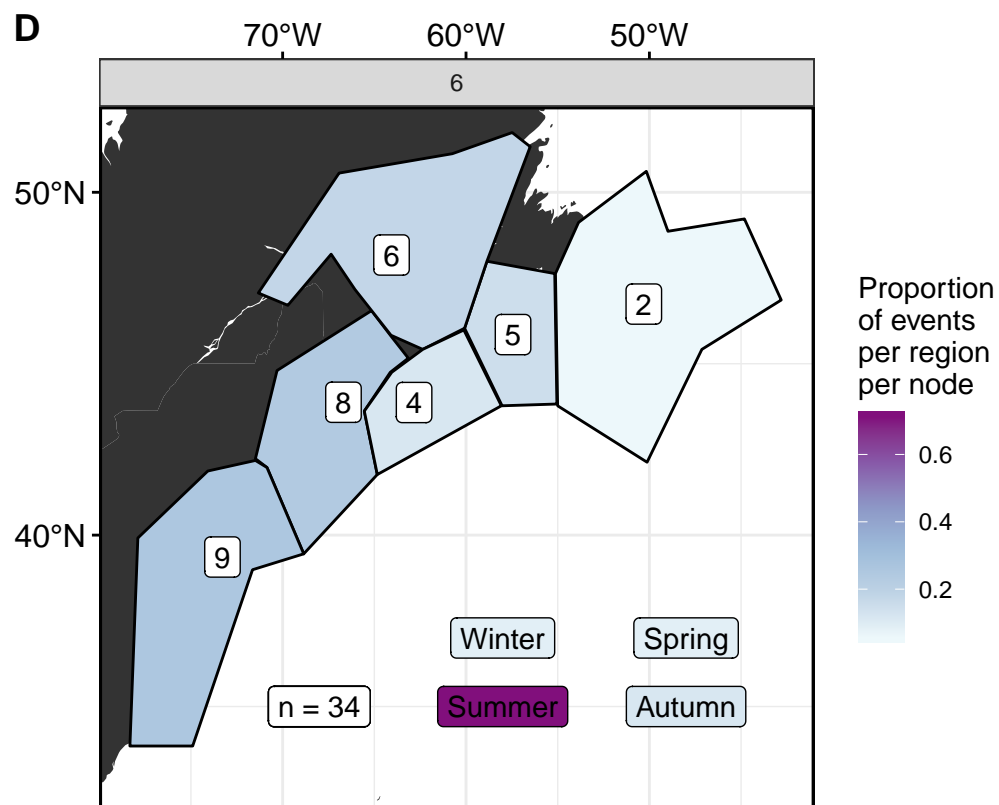 D
70°W 60°W 50°W
6
50°N
40°N
6
5
2
8
4
9
Winter Spring
n = 34 Summer Autumn
Proportion
of events
per region
per node
0.6
0.4
0.2